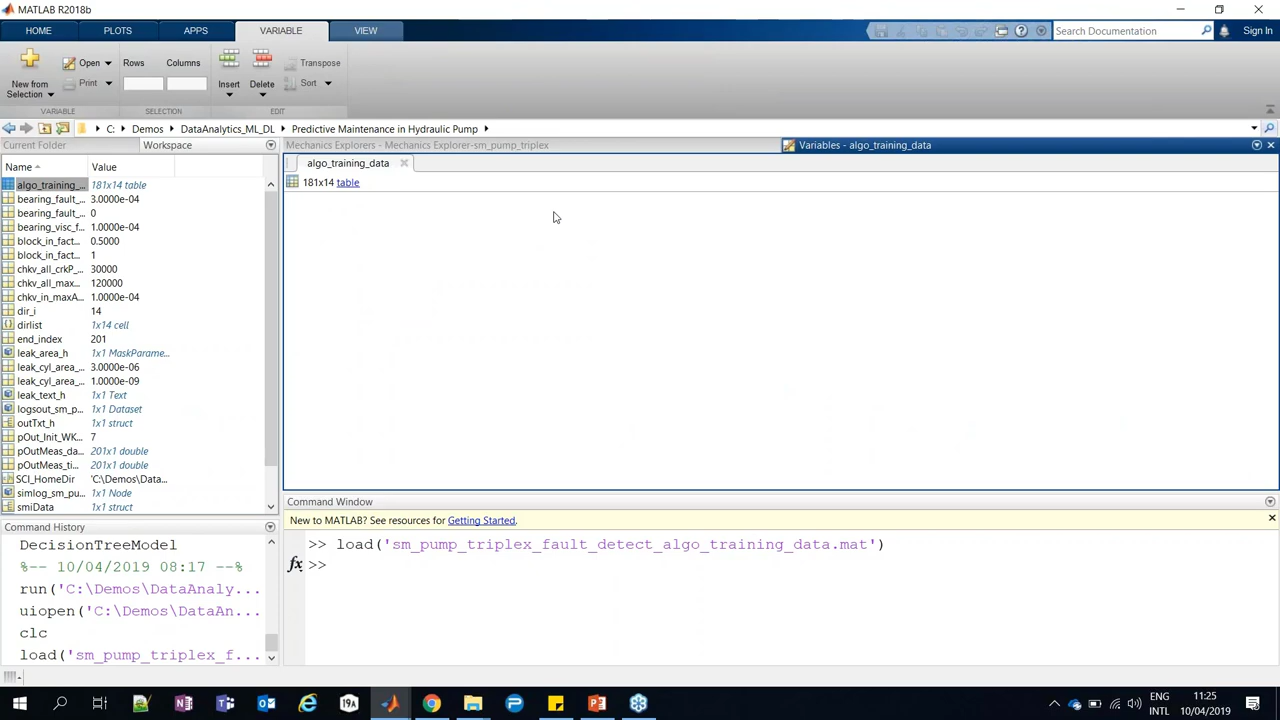 MATLAB R2018b
HOME
PLOTS
APPS
VARIABLE
VIEW
Search Documentation
Sign In
New from
Selection
Open
Print
Rows
Columns
Insert
Delete
Transpose
Sort
VARIABLE
SELECTION
EDIT
C:
Demos
DataAnalytics_ML_DL
Predictive Maintenance in Hydraulic Pump
Current Folder
Workspace
Mechanics Explorers - Mechanics Explorer-sm_pump_triplex
Variables - algo_training_data
Name
Value
algo_training_data
181x14 table
algo_training_... 181x14 table
bearing_fault_... 3.0000e-04
bearing_fault_... 0
bearing_visc_f... 1.0000e-04
block_in_fact... 0.5000
block_in_fact... 1
chkv_all_crkP_... 30000
chkv_all_max... 120000
chkv_in_maxA... 1.0000e-04
dir_i 14
dirlist 1x14 cell
end_index 201
leak_area_h 1x1 MaskParame...
leak_cyl_area_... 3.0000e-06
leak_cyl_area_... 1.0000e-09
leak_text_h 1x1 Text
logsout_sm_p... 1x1 Dataset
outTxt_h 1x1 struct
pOut_Init_WK... 7
pOutMeas_da... 201x1 double
pOutMeas_ti... 201x1 double
SCI_HomeDir 'C:\Demos\Data...
simlog_sm_pu... 1x1 Node
smiData 1x1 struct
Command History
DecisionTreeModel
%-- 10/04/2019 08:17 --%
run('C:\Demos\DataAnaly...
uiopen('C:\Demos\DataAn...
clc
load('sm_pump_triplex_f...
Command Window
New to MATLAB? See resources for Getting Started.
>> load('sm_pump_triplex_fault_detect_algo_training_data.mat')
fx >>
19A
ENG
INTL
11:25
10/04/2019